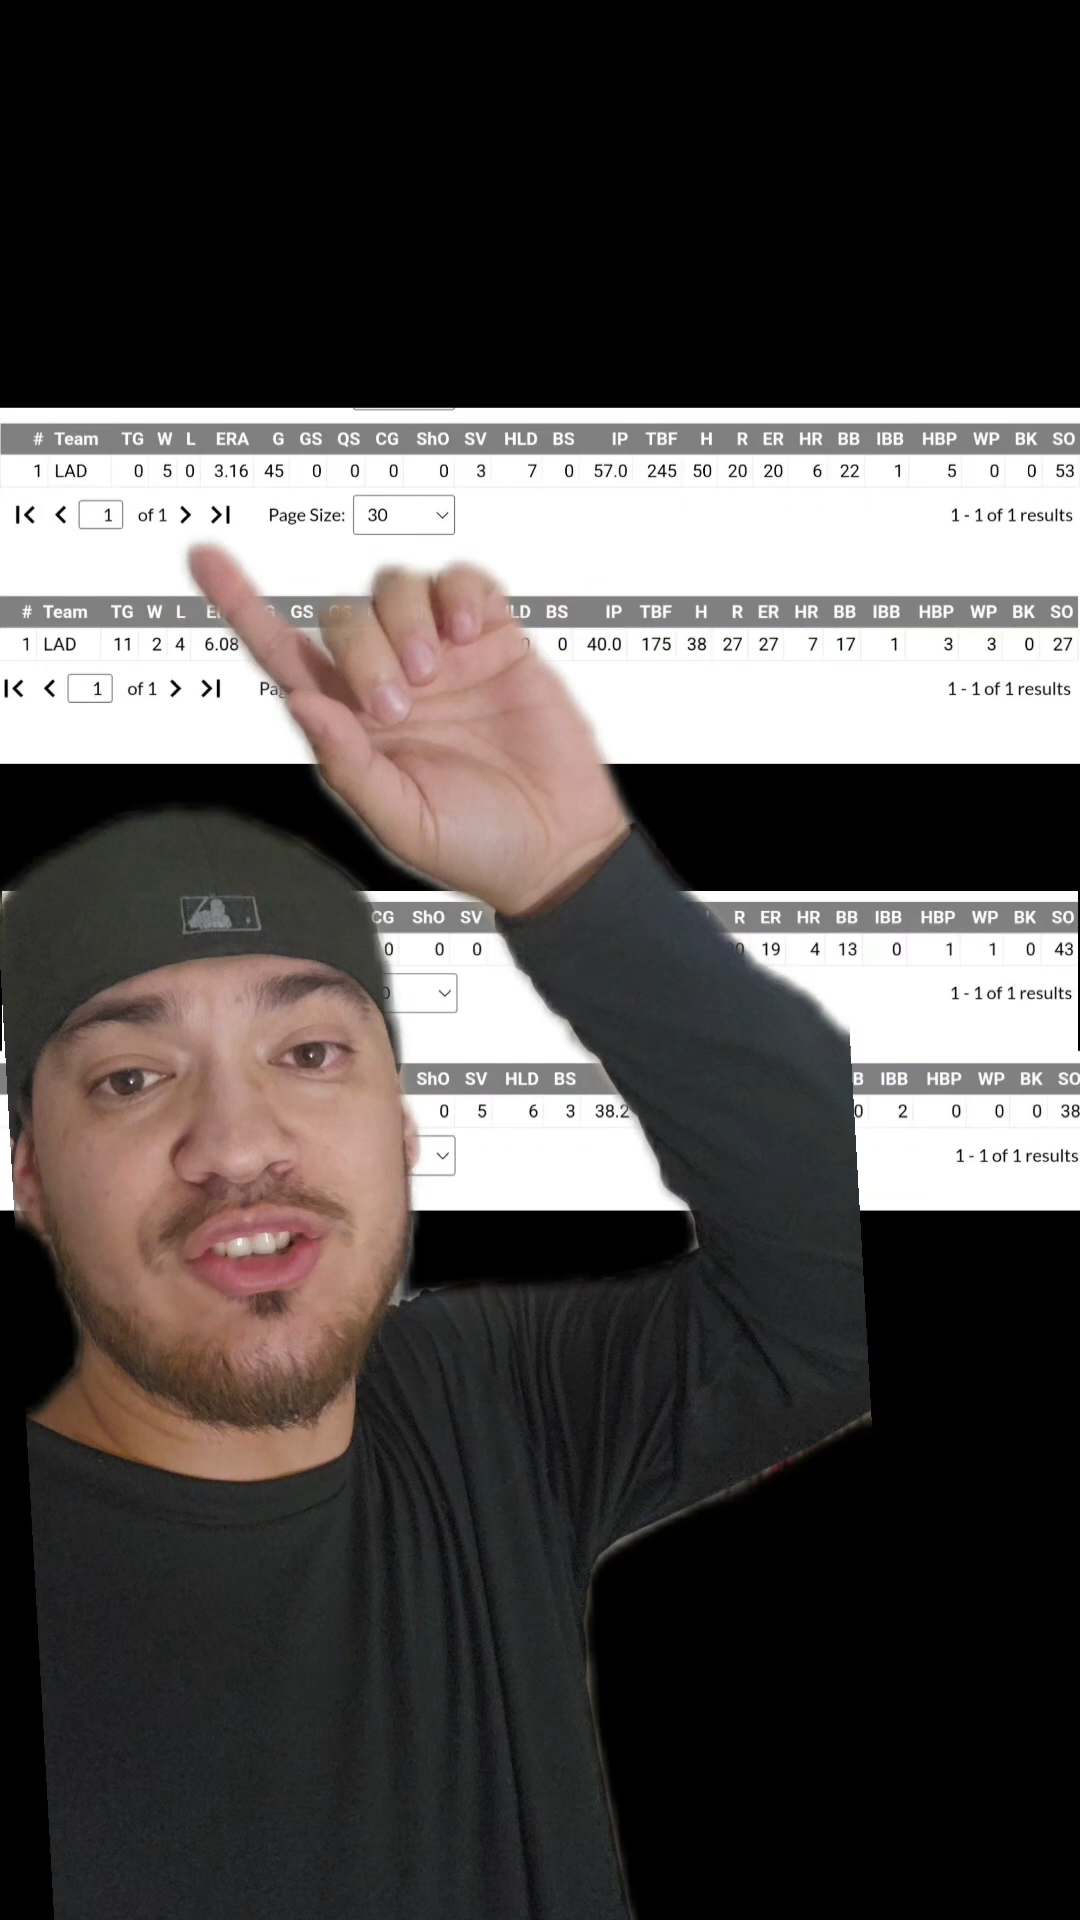 # Team TG W L ERA G GS QS CG ShO SV HLD BS IP TBF H R ER HR BB IBB HBP WP BK SO
1 LAD 0 5 0 3.16 45 0 0 0 0 3 7 0 57.0 245 50 20 20 6 22 1 5 0 0 53
1 of 1 Page Size: 30 1 - 1 of 1 results
# Team TG W L GS BS IP TBF H R ER HR BB IBB HBP WP BK SO
1 LAD 11 2 4 6.08 0 40.0 175 38 27 27 7 17 1 3 3 0 27
1 of 1 1 - 1 of 1 results
CG ShO SV R ER HR BB IBB HBP WP BK SO
0 0 0 19 4 13 0 1 1 0 43
1 - 1 of 1 results
ShO SV HLD BS IBB HBP WP BK SO
0 5 6 3 38.2 2 0 0 0 38
1 - 1 of 1 results